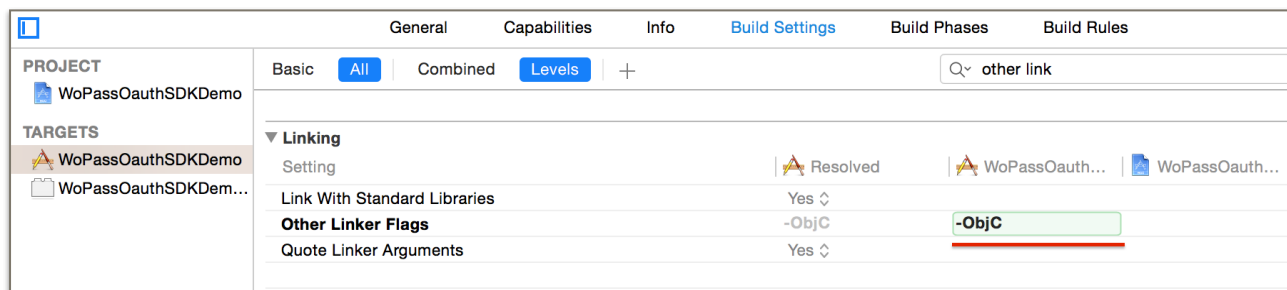 General Capabilities Info Build Settings Build Phases Build Rules
PROJECT
WoPassOauthSDKDemo
TARGETS
WoPassOauthSDKDemo
WoPassOauthSDKDem...
Basic All Combined Levels + other link
Linking
Setting Resolved WoPassOauth... WoPassOauth...
Link With Standard Libraries Yes
Other Linker Flags -ObjC -ObjC
Quote Linker Arguments Yes